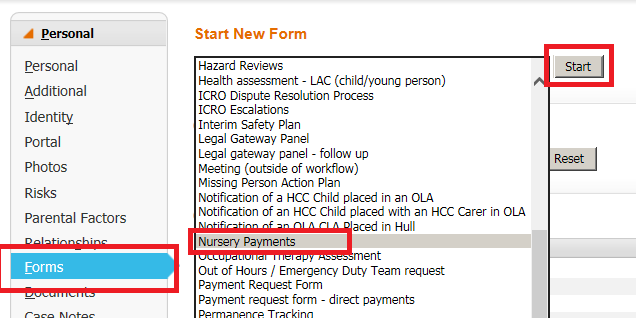 Personal
Personal
Additional
Identity
Portal
Photos
Risks
Parental Factors
Relationships
Forms
Documents
Case Notes
Start New Form
Hazard Reviews
Health assessment - LAC (child/young person)
ICRO Dispute Resolution Process
ICRO Escalations
Interim Safety Plan
Legal Gateway Panel
Legal gateway panel - follow up
Meeting (outside of workflow)
Missing Person Action Plan
Notification of a HCC Child placed in an OLA
Notification of a HCC Child placed with an HCC Carer in OLA
Notification of an OLA CLA Placed in Hull
Nursery Payments
Occupational Therapy Assessment
Out of Hours / Emergency Duty Team request
Payment Request Form
Payment request form - direct payments
Permanence Tracking
Start
Reset